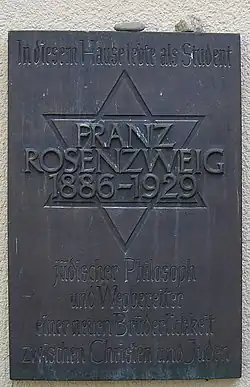 In diesem Hause lebte als Student
FRANZ
ROSENZWEIG
1886-1929
jüdischer Philosoph
und Wegbereiter
einer neuen Brüderlichkeit
zwischen Christen und Juden